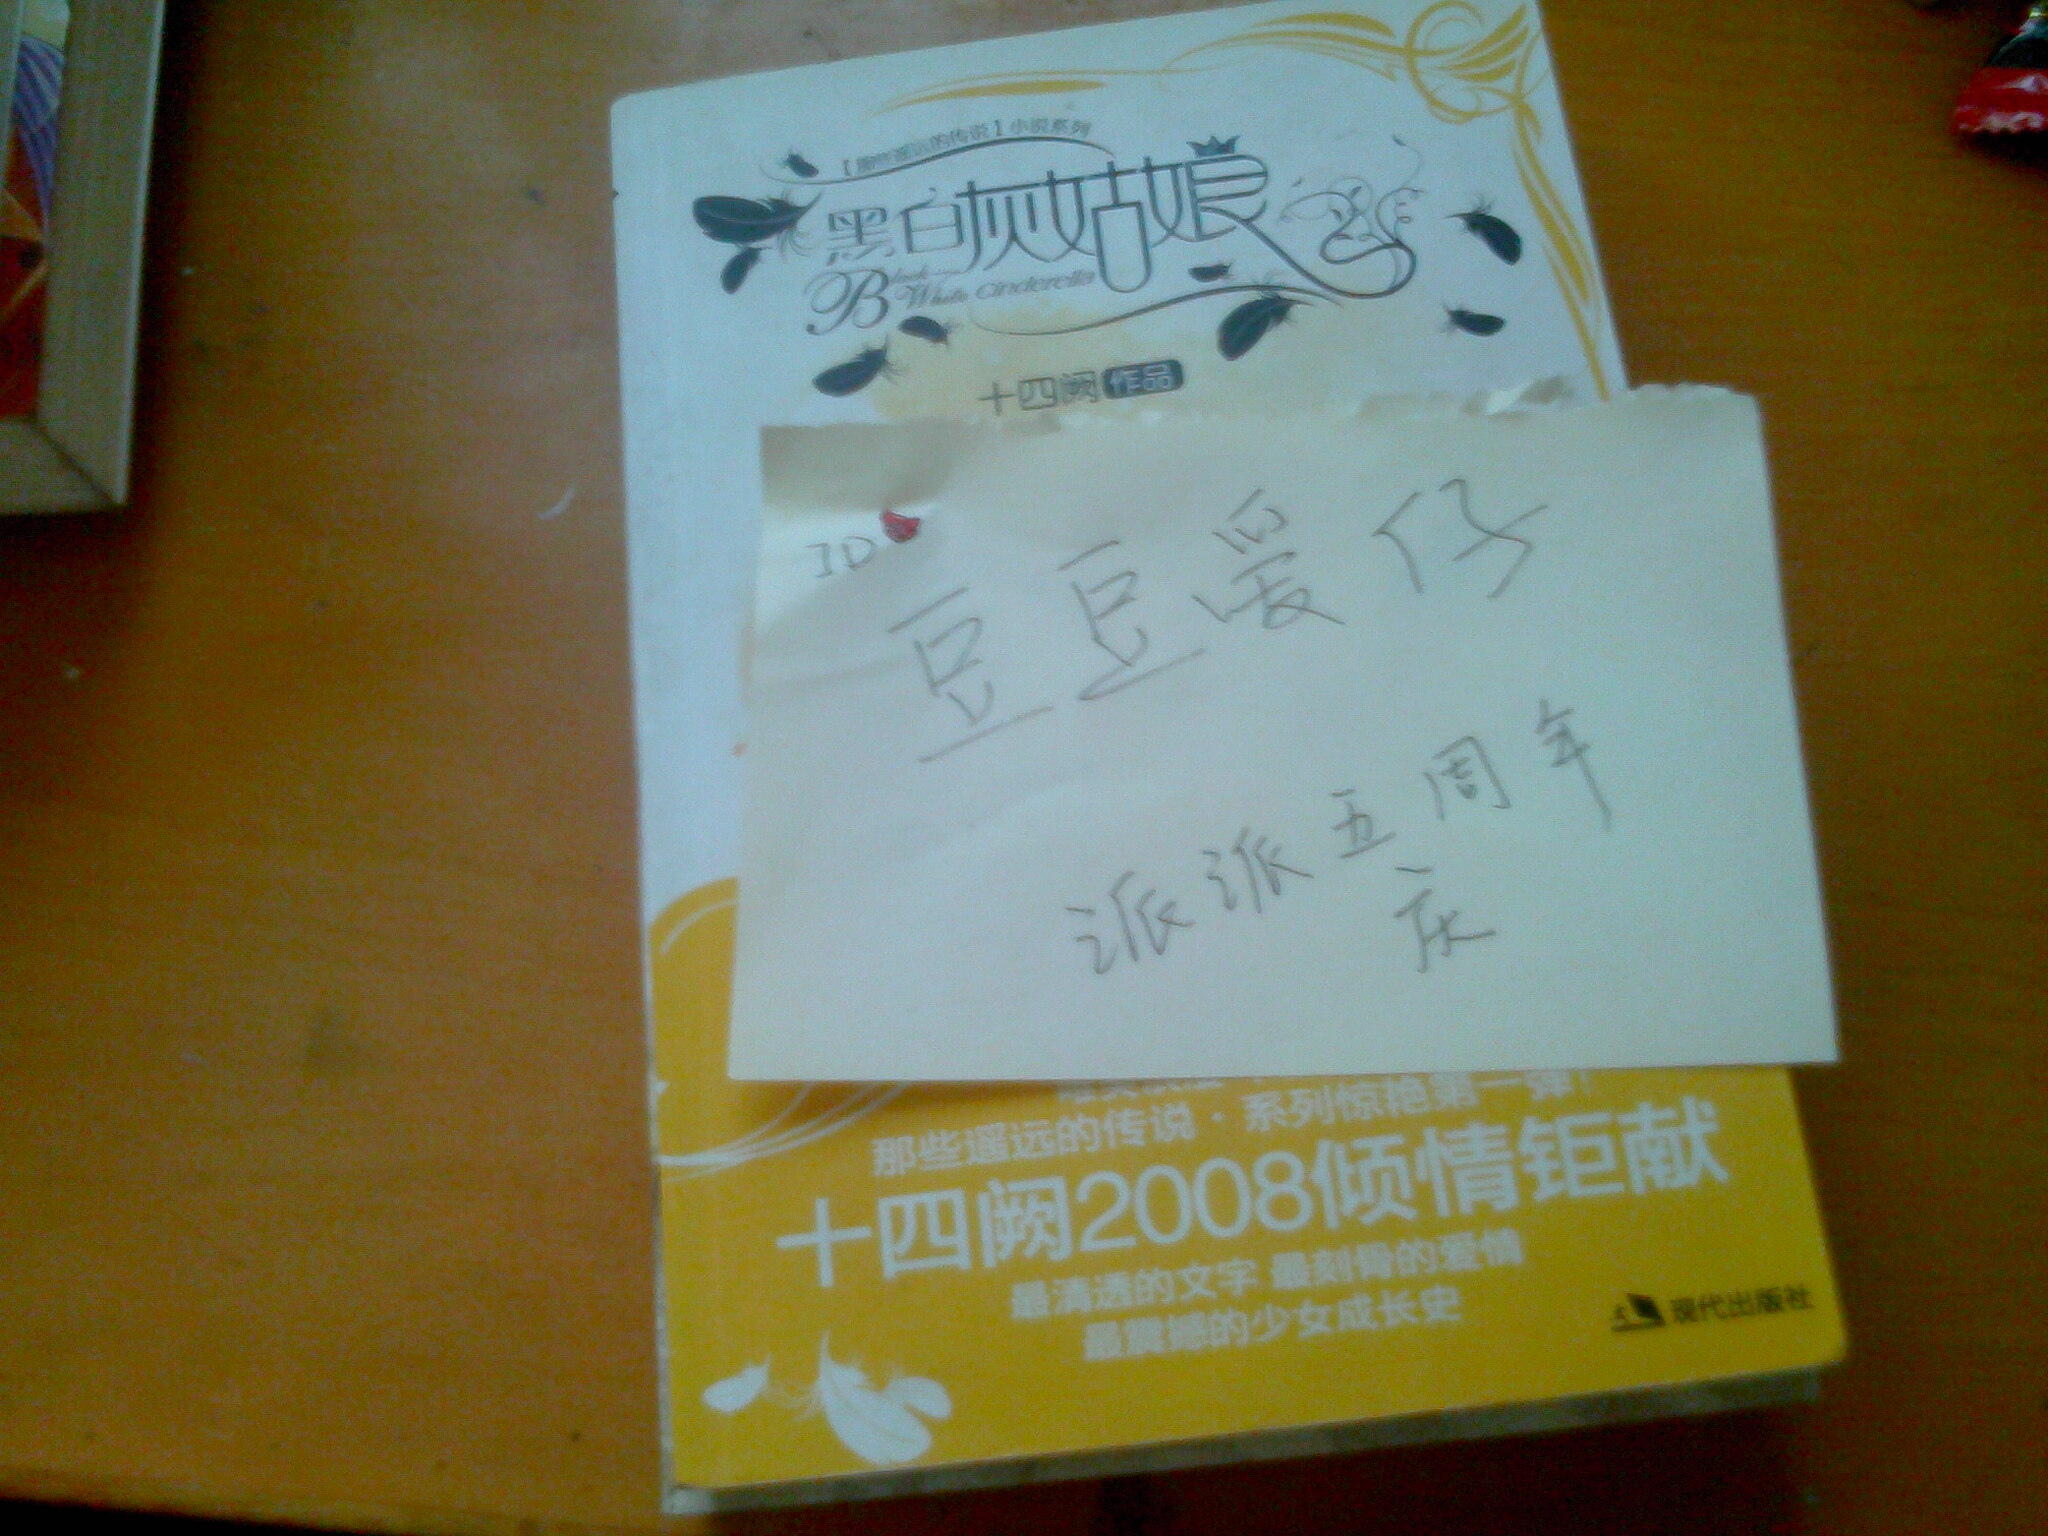 【那些遥远的传说】小说系列
黑白灰姑娘
Black White Cinderella
十四阙 作品
ID
豆豆暖仔
派派五周年
庆
那些遥远的传说·系列惊艳第一弹！
十四阙2008倾情钜献
最清透的文字 最刻骨的爱情
最震撼的少女成长史
现代出版社